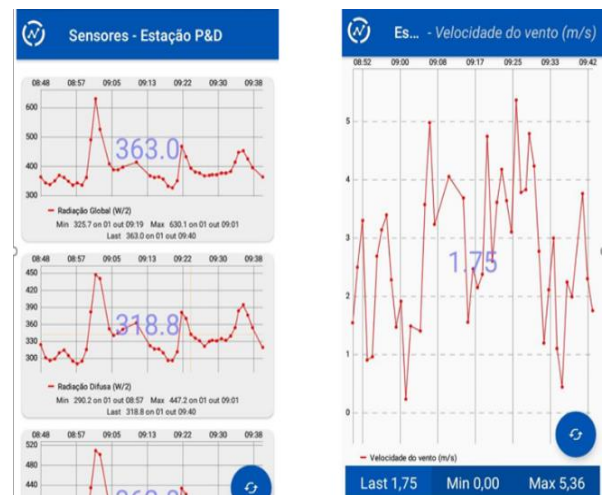 Sensores - Estação P&D
08:48 08:57 09:05 09:13 09:22 09:30 09:38
600
500
400
300
363.0
Radiação Global (W/2)
Min 325.7 on 01 out 09:19 Max 630.1 on 01 out 09:01
Last 363.0 on 01 out 09:40
08:48 08:57 09:05 09:13 09:22 09:30 09:38
450
420
390
360
330
300
318.8
Radiação Difusa (W/2)
Min 290.2 on 01 out 08:57 Max 447.2 on 01 out 09:01
Last 318.8 on 01 out 09:40
08:48 08:57 09:05 09:13 09:22 09:30 09:38
520
480
440
Es... - Velocidade do vento (m/s)
08:52 09:00 09:08 09:17 09:25 09:33 09:42
5
4
3
2
1
0
1.75
Velocidade do vento (m/s)
Last 1,75 Min 0,00 Max 5,36